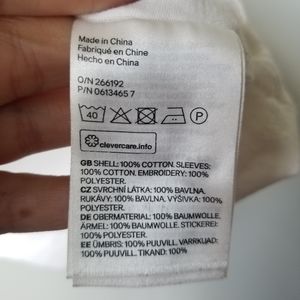 Made in China
Fabriqué en Chine
Hecho en China
O/N 266192
P/N 0613465 7
40 P
clevercare.info
GB SHELL: 100% COTTON. SLEEVES:
100% COTTON. EMBROIDERY: 100%
POLYESTER.
CZ SVRCHNÍ LÁTKA: 100% BAVLNA.
RUKÁVY: 100% BAVLNA. VÝŠIVKA: 100%
POLYESTER.
DE OBERMATERIAL: 100% BAUMWOLLE.
ÄRMEL: 100% BAUMWOLLE. STICKEREI:
100% POLYESTER.
EE ÜMBRIS: 100% PUUVILL. VARRUKJAD:
100% PUUVILL. TIKAND: 100%